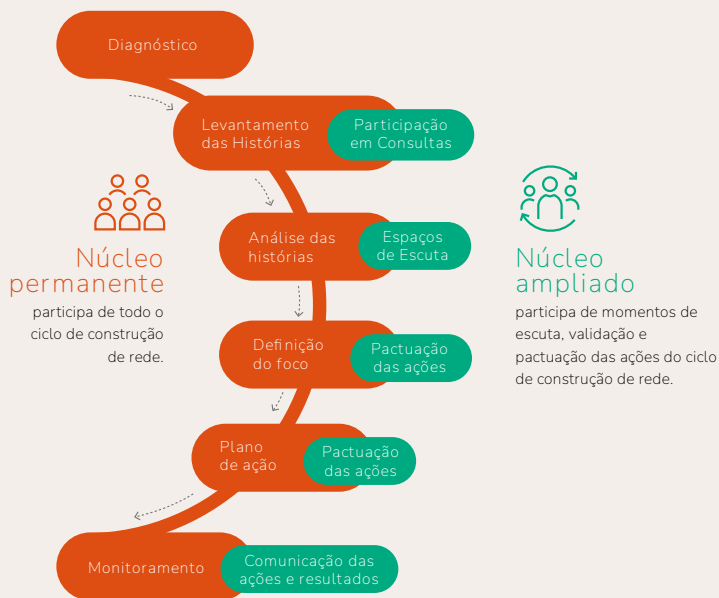 Diagnóstico
Levantamento
das Histórias
Participação
em Consultas
Análise das
histórias
Espaços
de Escuta
Núcleo
permanente
participa de todo o
ciclo de construção
de rede.
Núcleo
ampliado
participa de momentos de
escuta, validação e
pactuação das ações do ciclo
de construção de rede.
Definição
do foco
Pactuação
das ações
Plano
de ação
Pactuação
das ações
Monitoramento
Comunicação das
ações e resultados